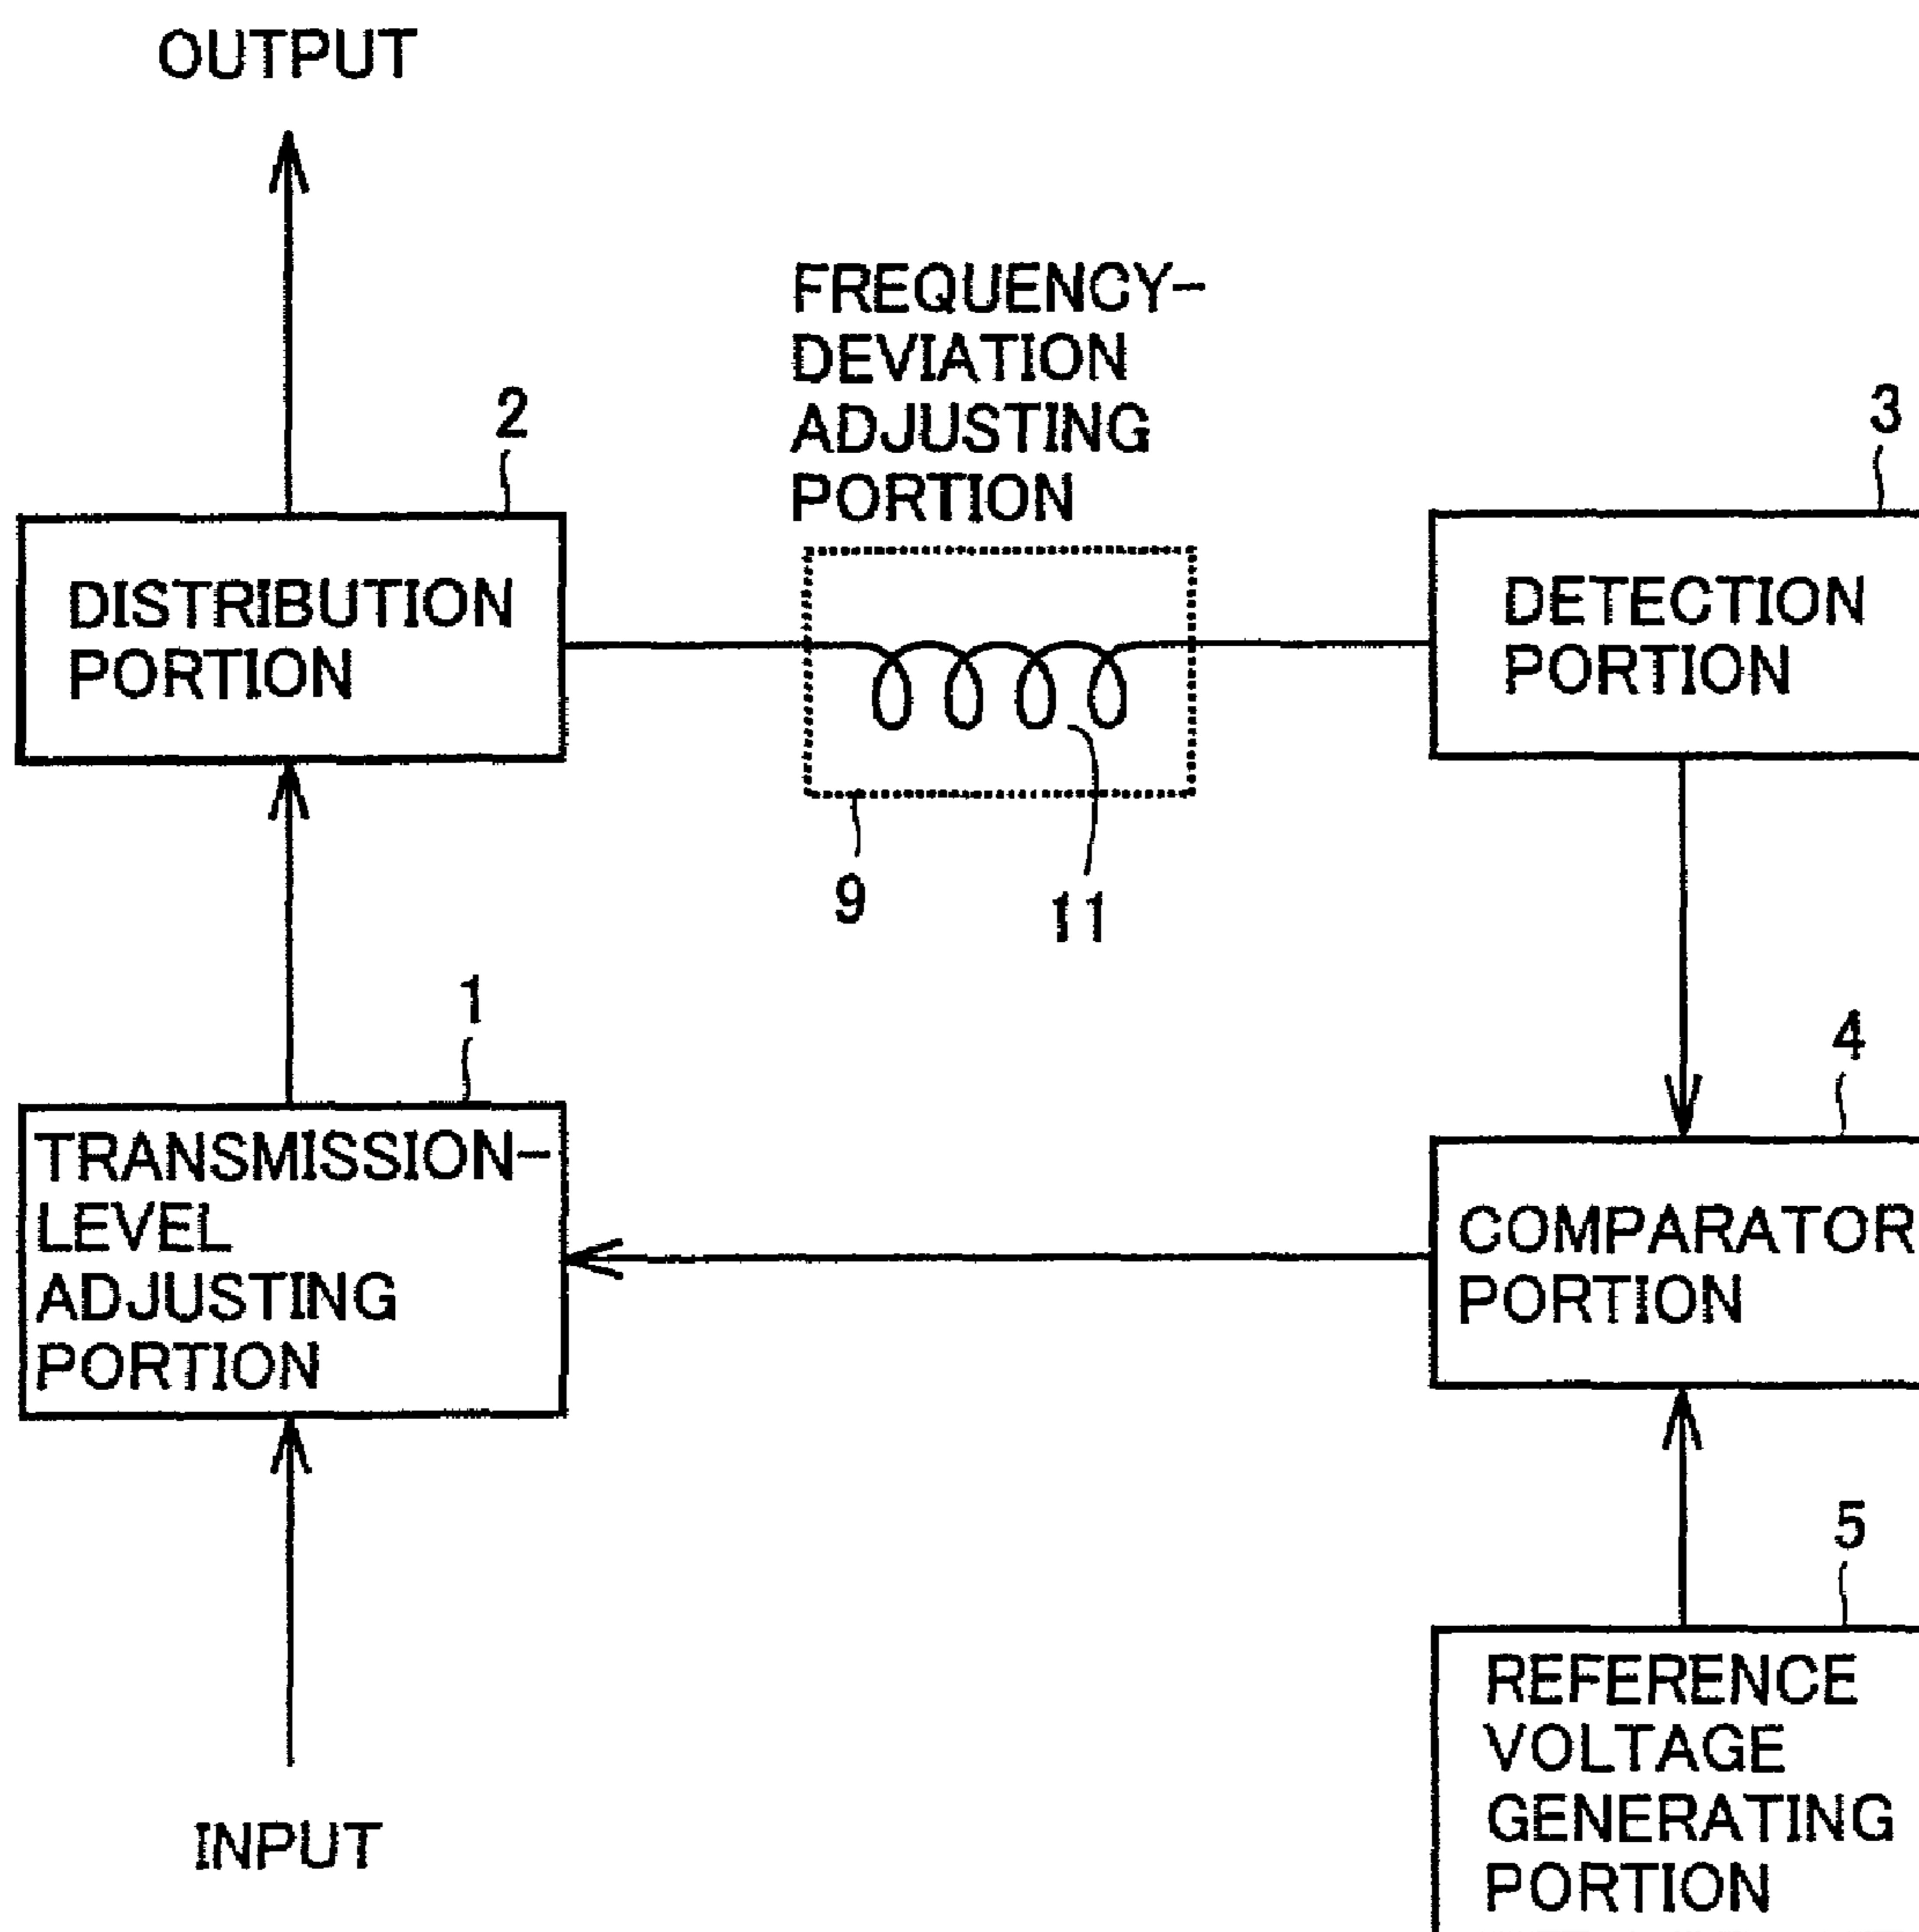 OUTPUT
FREQUENCY-
DEVIATION
ADJUSTING
PORTION
2
3
DISTRIBUTION
PORTION
DETECTION
PORTION
9
11
1
4
TRANSMISSION-
LEVEL
ADJUSTING
PORTION
COMPARATOR
PORTION
5
REFERENCE
VOLTAGE
GENERATING
PORTION
INPUT